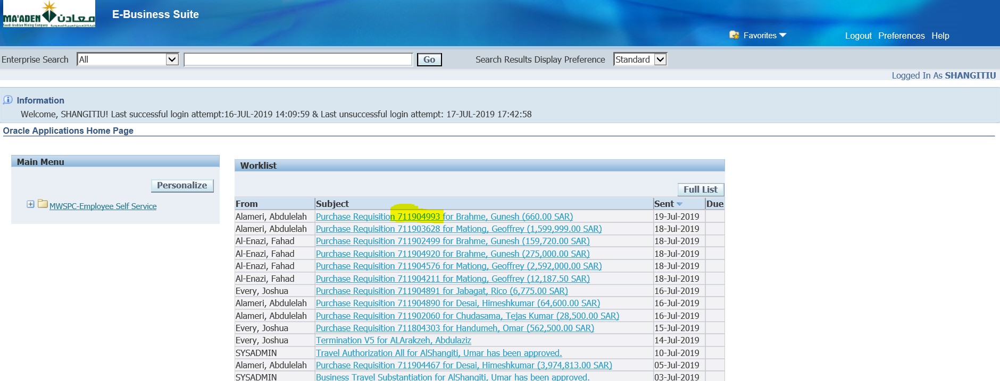 MA'ADEN معادن
Saudi Arabian Mining Company شركة التعدين العربية السعودية
E-Business Suite
Favorites
Logout Preferences Help
Enterprise Search All Go Search Results Display Preference Standard
Logged In As SHANGITIU
Information
Welcome, SHANGITIU! Last successful login attempt:16-JUL-2019 14:09:59 & Last unsuccessful login attempt: 17-JUL-2019 17:42:58
Oracle Applications Home Page
Main Menu
Personalize
MWSPC-Employee Self Service
Worklist
Full List
From Subject Sent Due
Alameri, Abdulelah Purchase Requisition 711904993 for Brahme, Gunesh (660.00 SAR) 19-Jul-2019
Alameri, Abdulelah Purchase Requisition 711903628 for Mationg, Geoffrey (1,599,999.00 SAR) 18-Jul-2019
Al-Enazi, Fahad Purchase Requisition 711902499 for Brahme, Gunesh (159,720.00 SAR) 18-Jul-2019
Al-Enazi, Fahad Purchase Requisition 711904920 for Brahme, Gunesh (275,000.00 SAR) 18-Jul-2019
Al-Enazi, Fahad Purchase Requisition 711904576 for Mationg, Geoffrey (2,592,000.00 SAR) 18-Jul-2019
Al-Enazi, Fahad Purchase Requisition 711904211 for Mationg, Geoffrey (12,187.50 SAR) 18-Jul-2019
Every, Joshua Purchase Requisition 711904891 for Jabagat, Rico (6,775.00 SAR) 16-Jul-2019
Alameri, Abdulelah Purchase Requisition 711904890 for Desai, Himeshkumar (64,600.00 SAR) 16-Jul-2019
Alameri, Abdulelah Purchase Requisition 711902060 for Chudasama, Tejas Kumar (28,500.00 SAR) 16-Jul-2019
Every, Joshua Purchase Requisition 711804303 for Handumeh, Omar (562,500.00 SAR) 15-Jul-2019
Every, Joshua Termination V5 for ALArakzeh, Abdulaziz 14-Jul-2019
SYSADMIN Travel Authorization All for AlShangiti, Umar has been approved. 10-Jul-2019
Alameri, Abdulelah Purchase Requisition 711904467 for Desai, Himeshkumar (3,974,813.00 SAR) 05-Jul-2019
SYSADMIN Business Travel Substantiation for AlShangiti, Umar has been approved. 03-Jul-2019